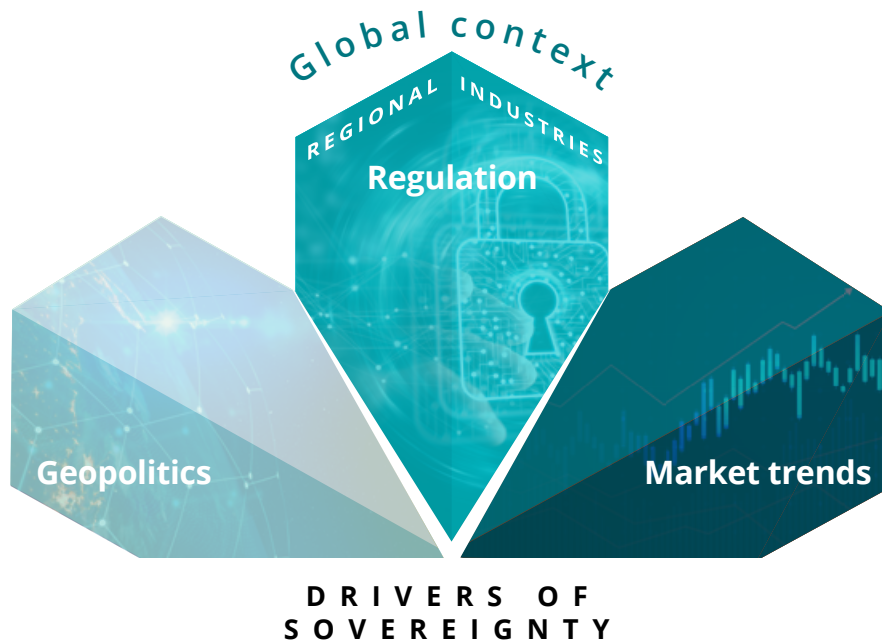 Global context
REGIONAL INDUSTRIES
Regulation
Geopolitics
Market trends
DRIVERS OF
SOVEREIGNTY